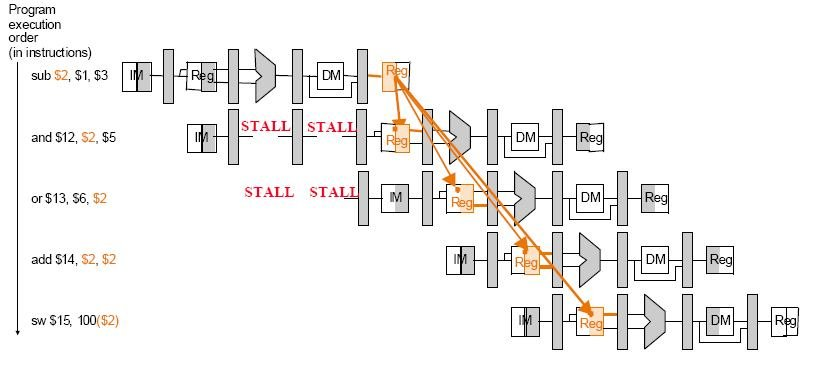 Program
execution
order
(in instructions)
sub $2, $1, $3
IM Reg DM Reg
and $12, $2, $5
IM STALL STALL Reg DM Reg
or $13, $6, $2
STALL STALL IM Reg DM Reg
add $14, $2, $2
IM Reg DM Reg
sw $15, 100($2)
IM Reg DM Reg